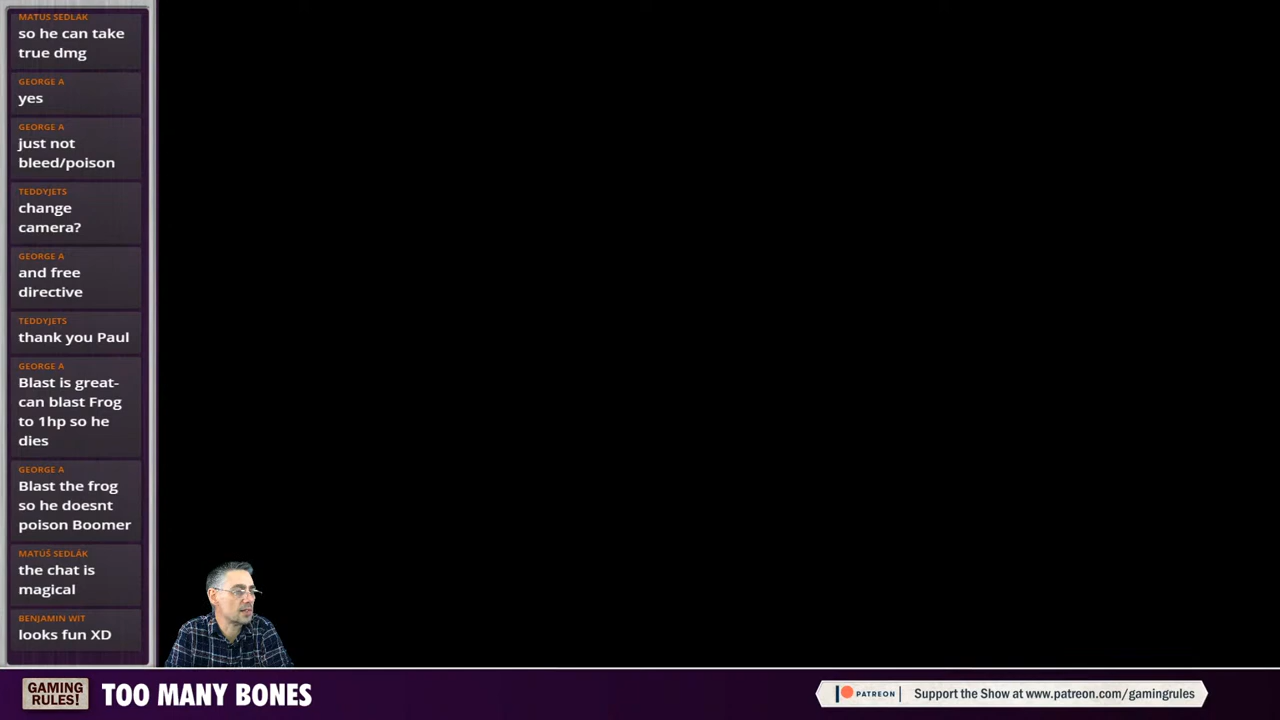 MATUS SEDLAK
so he can take
true dmg
GEORGE A
yes
GEORGE A
just not
bleed/poison
TEDDYJETS
change
camera?
GEORGE A
and free
directive
TEDDYJETS
thank you Paul
GEORGE A
Blast is great-
can blast Frog
to 1hp so he
dies
GEORGE A
Blast the frog
so he doesnt
poison Boomer
MATÚŠ SEDLÁK
the chat is
magical
BENJAMIN WIT
looks fun XD
GAMING
RULES!
TOO MANY BONES
PATREON
Support the Show at www.patreon.com/gamingrules